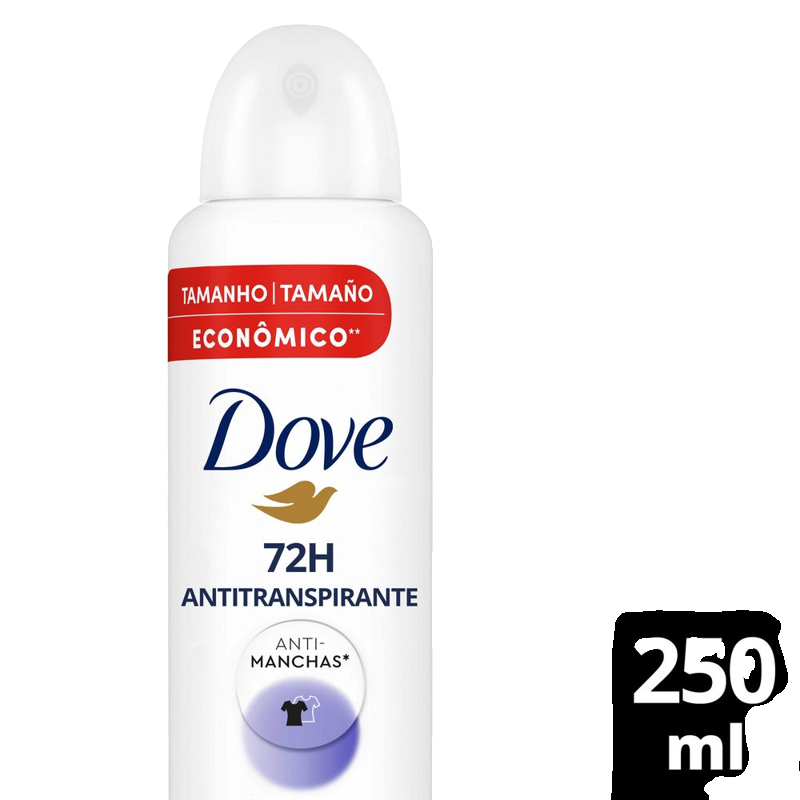 TAMANHO | TAMAÑO
ECONÔMICO**
Dove
72H
ANTITRANSPIRANTE
ANTI-
MANCHAS*
250
ml